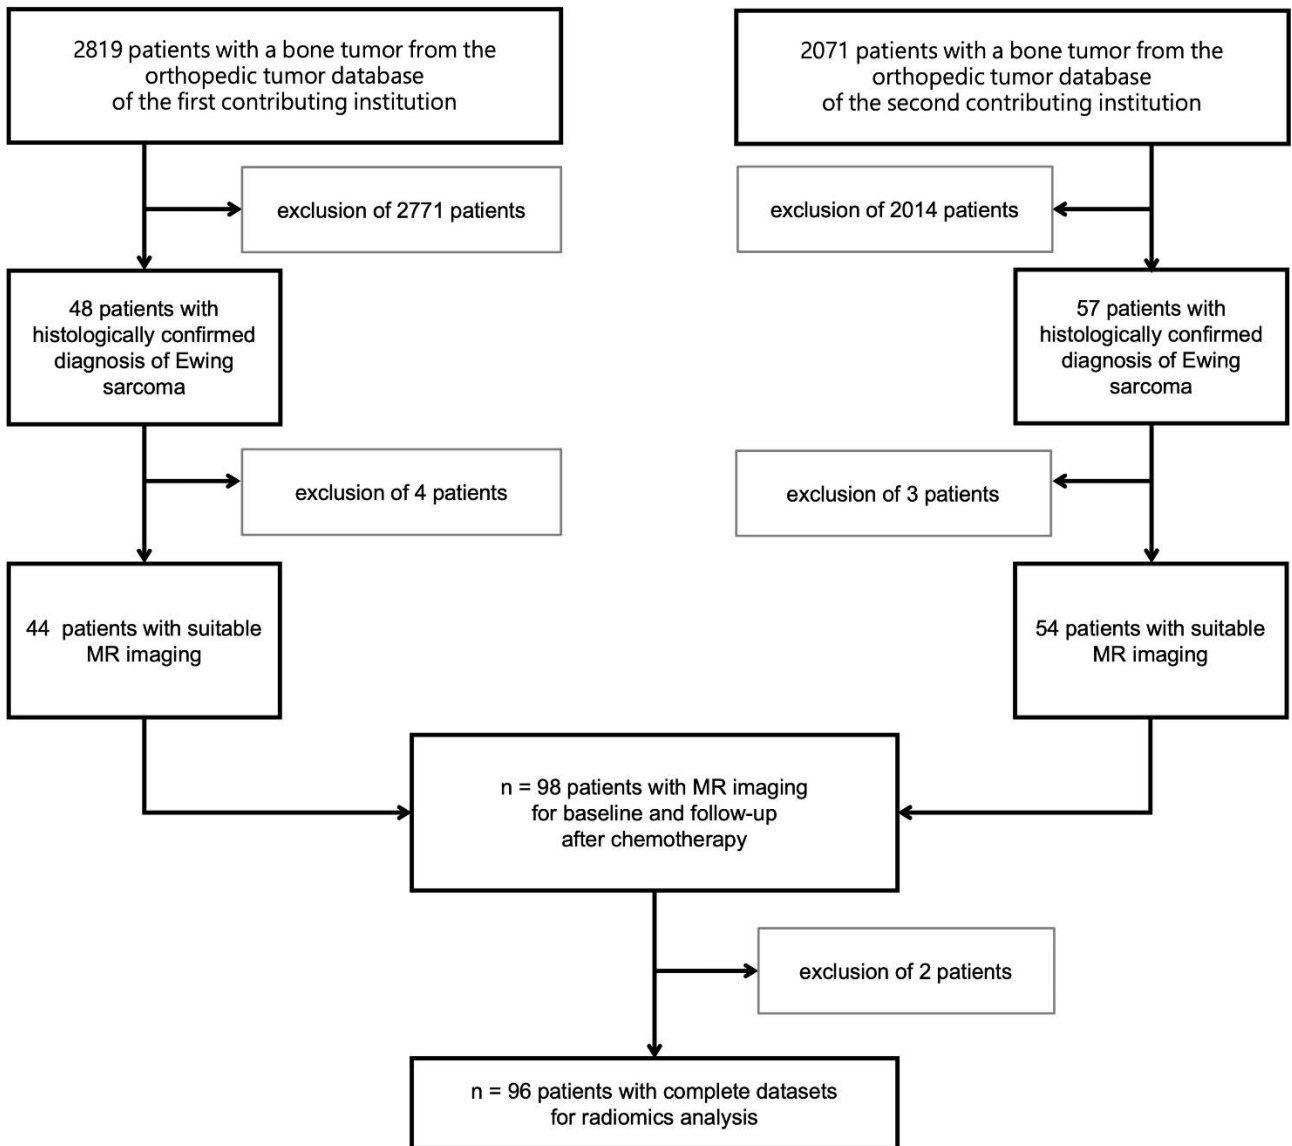 2819 patients with a bone tumor from the
orthopedic tumor database
of the first contributing institution
2071 patients with a bone tumor from the
orthopedic tumor database
of the second contributing institution
exclusion of 2771 patients
exclusion of 2014 patients
48 patients with
histologically confirmed
diagnosis of Ewing
sarcoma
57 patients with
histologically confirmed
diagnosis of Ewing
sarcoma
exclusion of 4 patients
exclusion of 3 patients
44 patients with suitable
MR imaging
54 patients with suitable
MR imaging
n = 98 patients with MR imaging
for baseline and follow-up
after chemotherapy
exclusion of 2 patients
n = 96 patients with complete datasets
for radiomics analysis